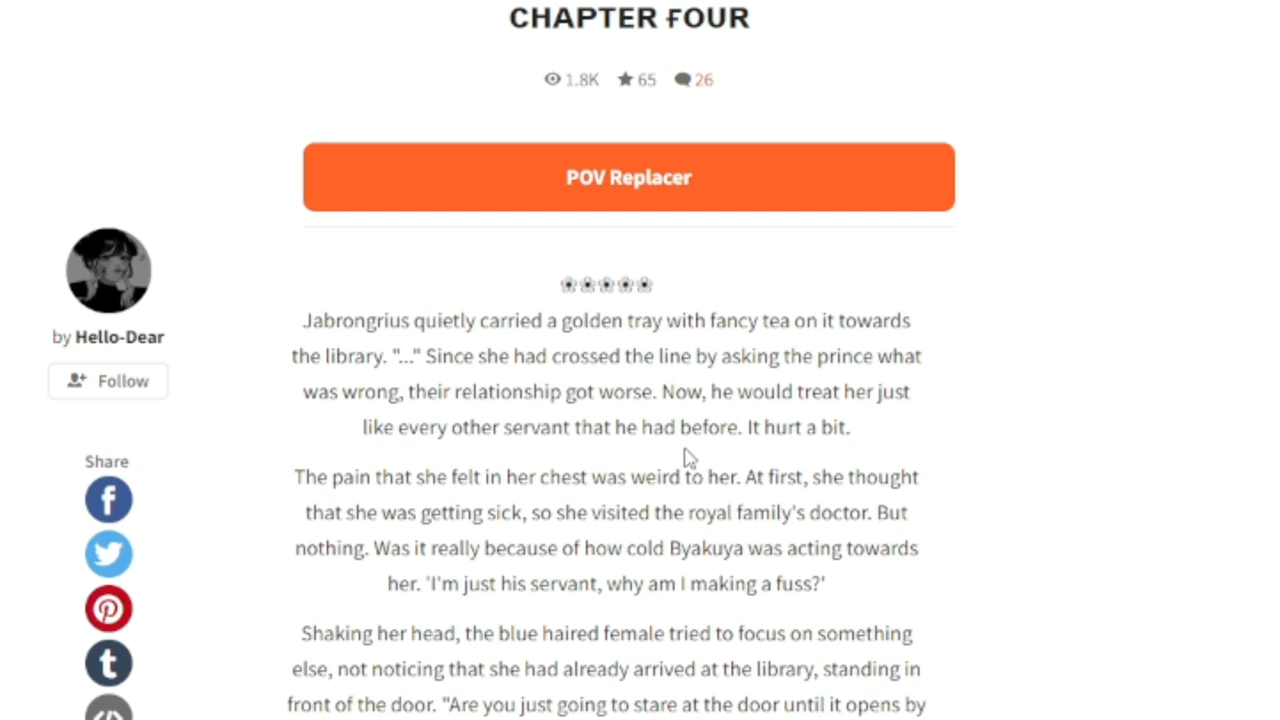 CHAPTER FOUR
1.8K 65 26
POV Replacer
by Hello-Dear
Follow
Share
Jabrongrius quietly carried a golden tray with fancy tea on it towards
the library. "..." Since she had crossed the line by asking the prince what
was wrong, their relationship got worse. Now, he would treat her just
like every other servant that he had before. It hurt a bit.
The pain that she felt in her chest was weird to her. At first, she thought
that she was getting sick, so she visited the royal family's doctor. But
nothing. Was it really because of how cold Byakuya was acting towards
her. 'I'm just his servant, why am I making a fuss?'
Shaking her head, the blue haired female tried to focus on something
else, not noticing that she had already arrived at the library, standing in
front of the door. "Are you just going to stare at the door until it opens by